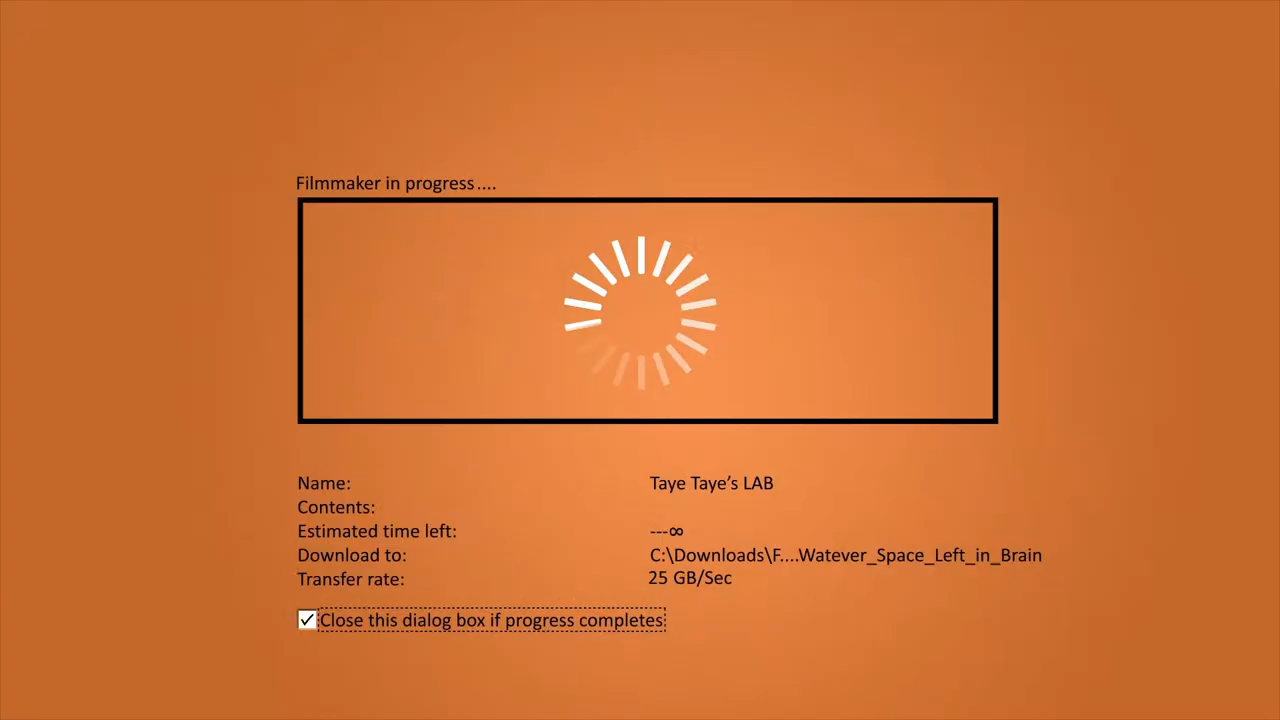 Filmmaker in progress....
Name: Taye Taye’s LAB
Contents:
Estimated time left: ---∞
Download to: C:\Downloads\F....Watever_Space_Left_in_Brain
Transfer rate: 25 GB/Sec
Close this dialog box if progress completes